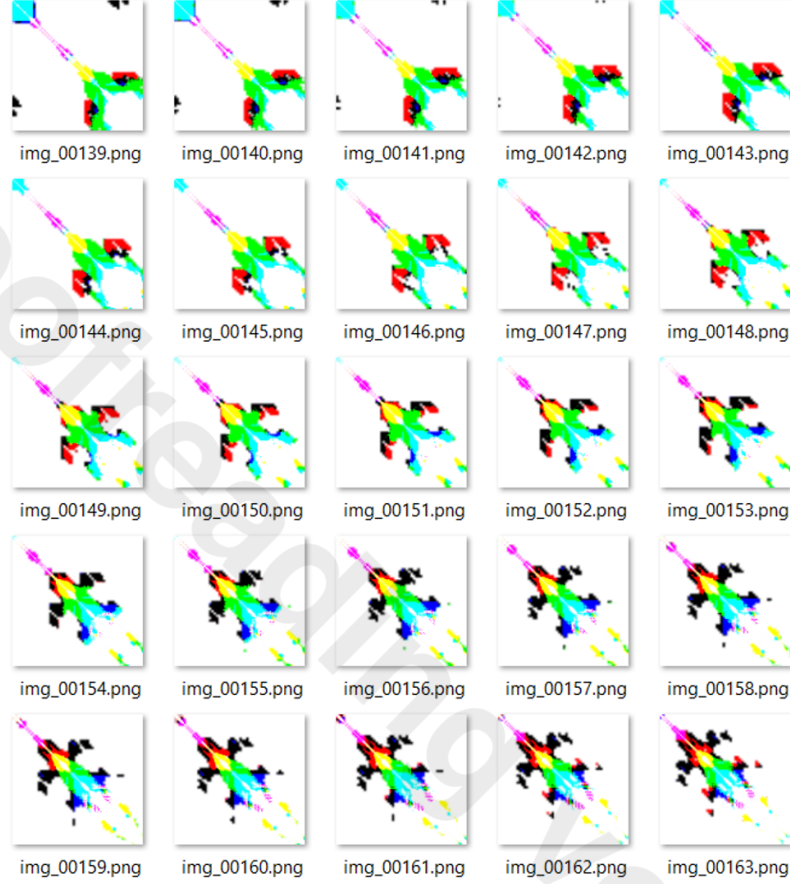 img_00139.png img_00140.png img_00141.png img_00142.png img_00143.png
img_00144.png img_00145.png img_00146.png img_00147.png img_00148.png
img_00149.png img_00150.png img_00151.png img_00152.png img_00153.png
img_00154.png img_00155.png img_00156.png img_00157.png img_00158.png
img_00159.png img_00160.png img_00161.png img_00162.png img_00163.png
ofreading ve